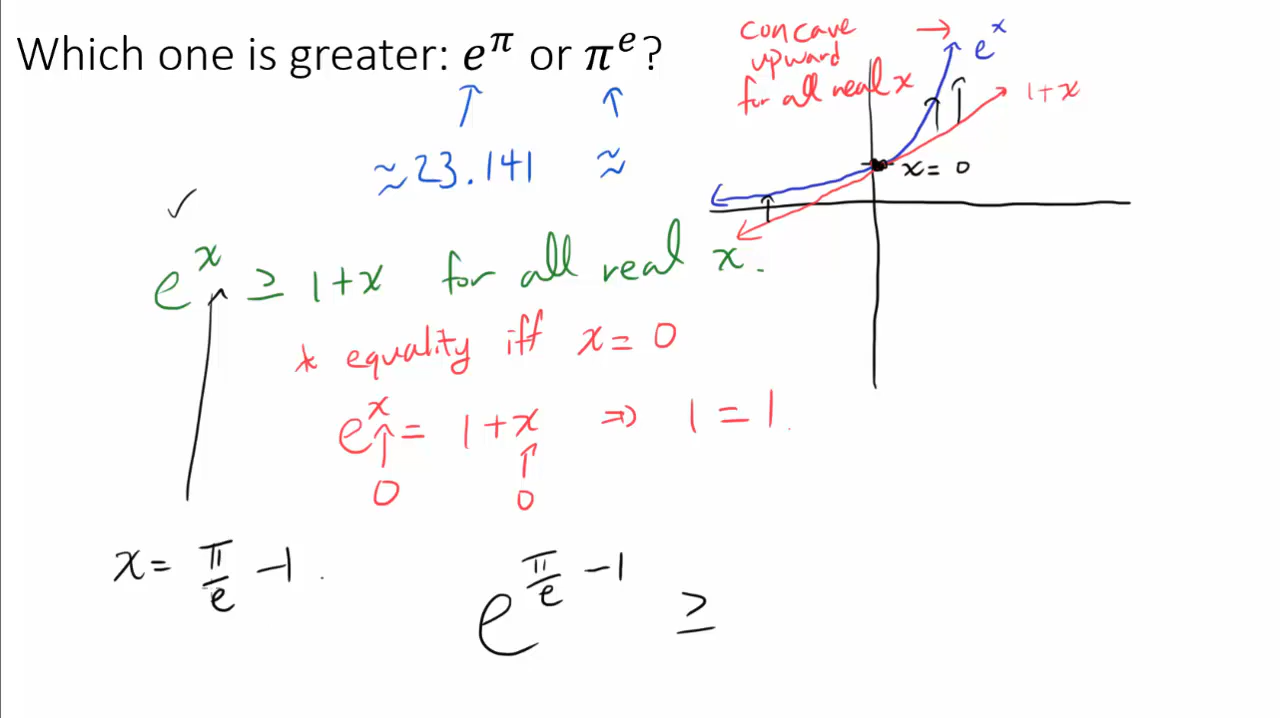 Which one is greater: e^π or π^e?
≈ 23.141 ≈
concave → e^x
upward
for all real x
1+x
x = 0
✓
e^x ≥ 1+x for all real x.
* equality iff x = 0
e^x = 1+x ⇒ 1 = 1.
0 0
x = π/e - 1.
e^(π/e - 1) ≥